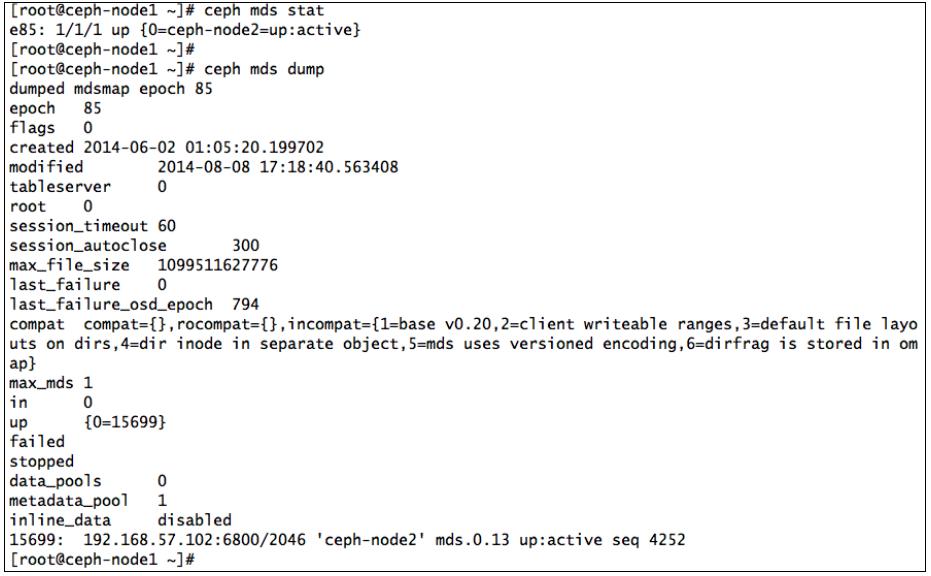 [root@ceph-node1 ~]# ceph mds stat
e85: 1/1/1 up {0=ceph-node2=up:active}
[root@ceph-node1 ~]#
[root@ceph-node1 ~]# ceph mds dump
dumped mdsmap epoch 85
epoch   85
flags   0
created 2014-06-02 01:05:20.199702
modified        2014-08-08 17:18:40.563408
tableserver     0
root    0
session_timeout 60
session_autoclose       300
max_file_size   1099511627776
last_failure    0
last_failure_osd_epoch  794
compat  compat={},rocompat={},incompat={1=base v0.20,2=client writeable ranges,3=default file layo
uts on dirs,4=dir inode in separate object,5=mds uses versioned encoding,6=dirfrag is stored in om
ap}
max_mds 1
in      0
up      {0=15699}
failed
stopped
data_pools      0
metadata_pool   1
inline_data     disabled
15699:  192.168.57.102:6800/2046 'ceph-node2' mds.0.13 up:active seq 4252
[root@ceph-node1 ~]#